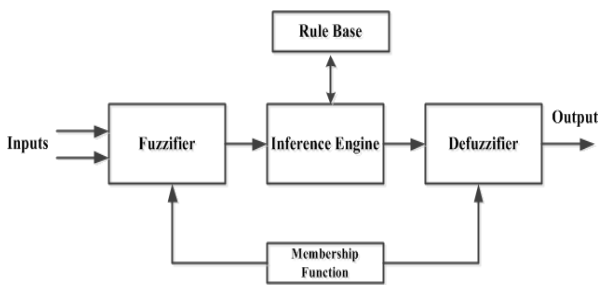 Rule Base
Inputs
Fuzzifier
Inference Engine
Defuzzifier
Output
Membership
Function